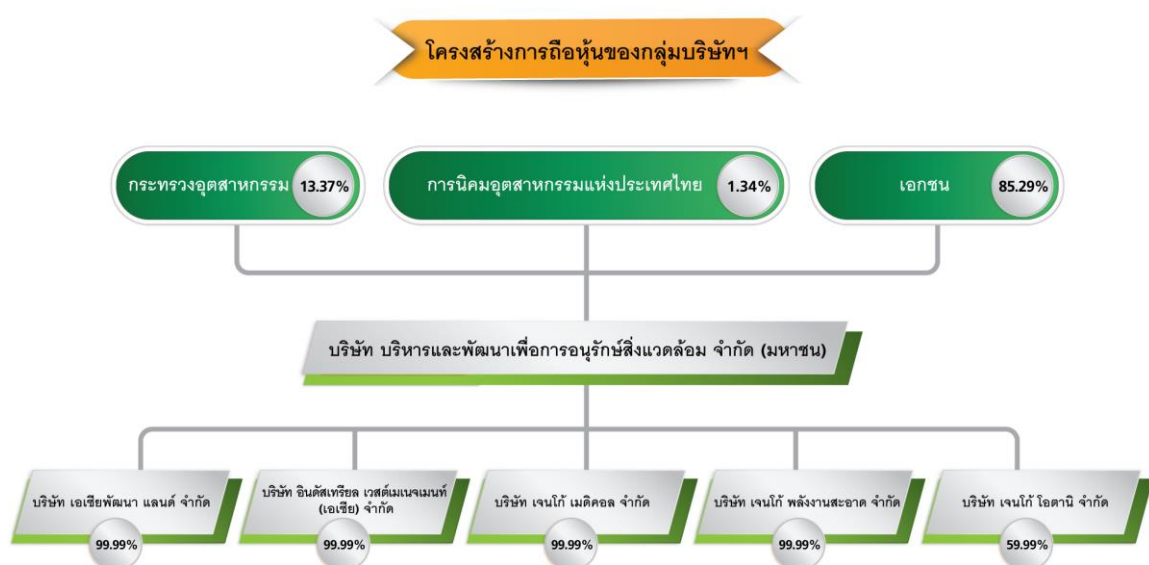 โครงสร้างการถือหุ้นของกลุ่มบริษัทฯ
กระทรวงอุตสาหกรรม 13.37%
การนิคมอุตสาหกรรมแห่งประเทศไทย 1.34%
เอกชน 85.29%
บริษัท บริหารและพัฒนาเพื่อการอนุรักษ์สิ่งแวดล้อม จำกัด (มหาชน)
บริษัท เอเชียพัฒนา แลนด์ จำกัด
99.99%
บริษัท อินดัสเทรียล เวสต์เมเนจเมนท์
(เอเชีย) จำกัด
99.99%
บริษัท เจนโก้ เมดิคอล จำกัด
99.99%
บริษัท เจนโก้ พลังงานสะอาด จำกัด
99.99%
บริษัท เจนโก้ โอตานิ จำกัด
59.99%